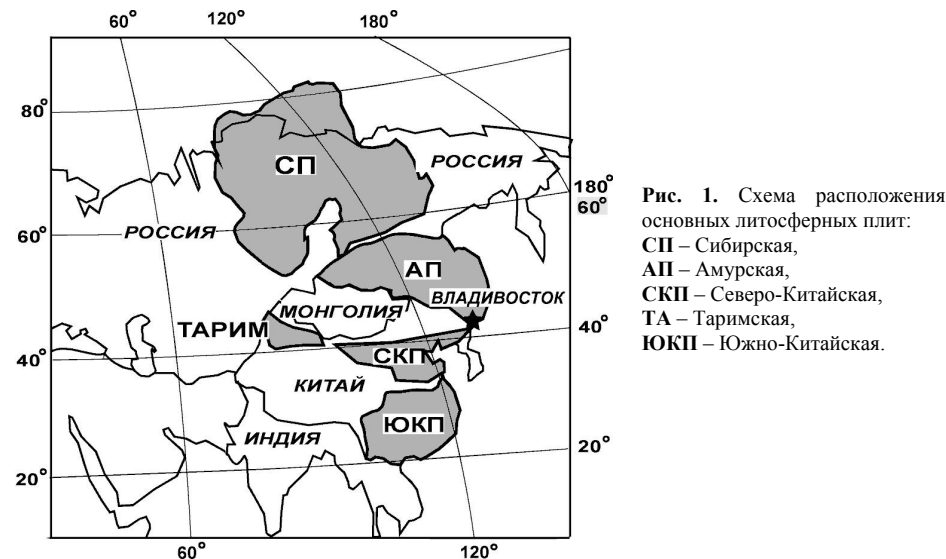 60° 120° 180°
80°
СП
РОССИЯ
180°
60°
РОССИЯ
60°
АП
ВЛАДИВОСТОК
МОНГОЛИЯ
ТАРИМ
40°
40°
СКП
КИТАЙ
ЮКП
ИНДИЯ
20°
20°
60°
120°
Рис. 1. Схема расположения
основных литосферных плит:
СП – Сибирская,
АП – Амурская,
СКП – Северо-Китайская,
ТА – Таримская,
ЮКП – Южно-Китайская.